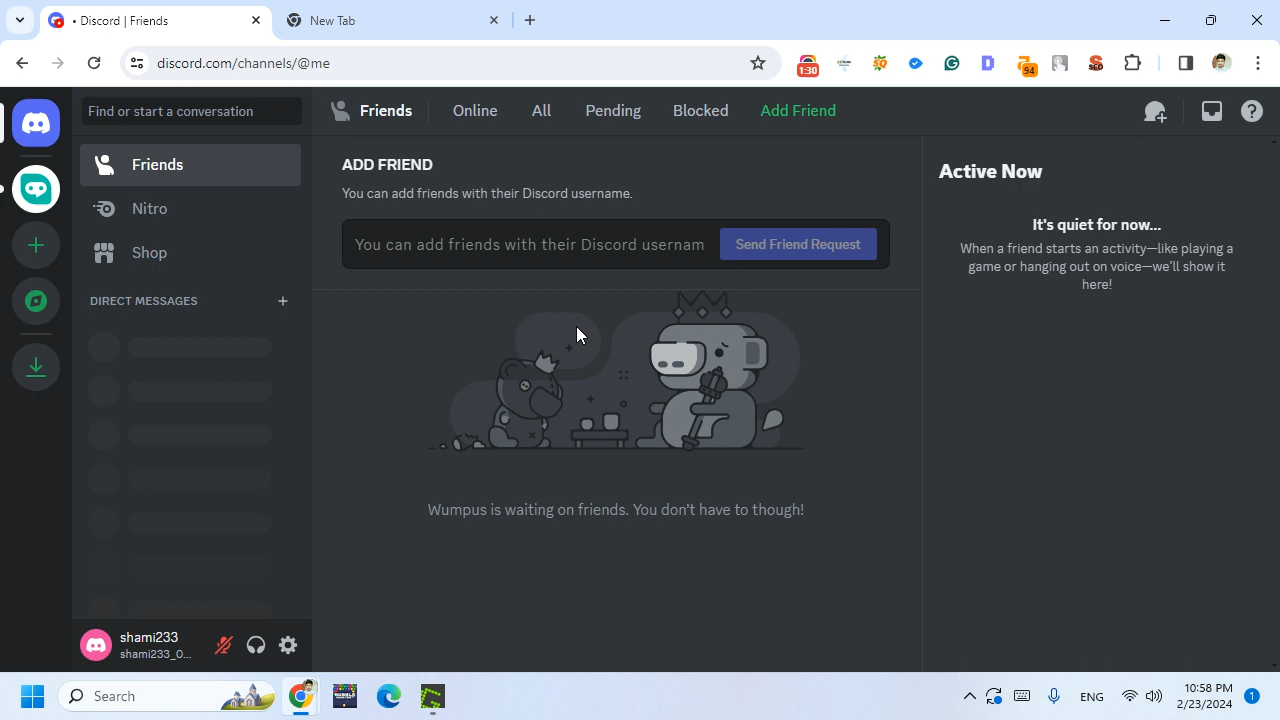 • Discord | Friends
New Tab
discord.com/channels/@me
1:30
94
Find or start a conversation
Friends
Online
All
Pending
Blocked
Add Friend
Friends
Nitro
Shop
DIRECT MESSAGES
ADD FRIEND
You can add friends with their Discord username.
You can add friends with their Discord usernam
Send Friend Request
Wumpus is waiting on friends. You don't have to though!
Active Now
It's quiet for now...
When a friend starts an activity—like playing a
game or hanging out on voice—we'll show it
here!
shami233
shami233_0...
Search
ENG
10:58 PM
2/23/2024
1